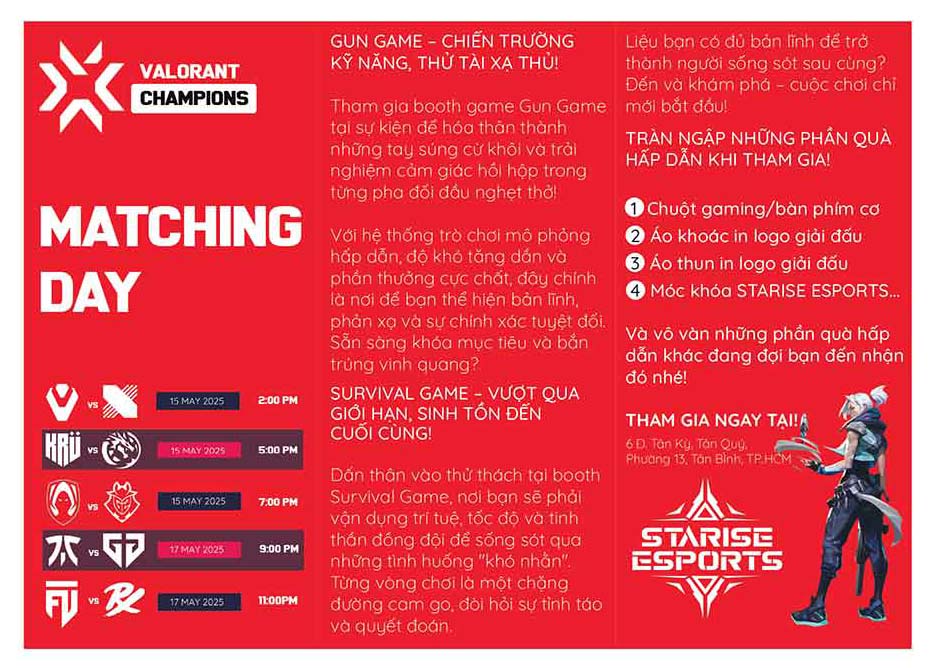 VALORANT
CHAMPIONS
MATCHING
DAY
VS
15 MAY 2025
2:00 PM
KRÜ
VS
15 MAY 2025
5:00 PM
VS
15 MAY 2025
7:00 PM
VS
17 MAY 2025
9:00 PM
VS
17 MAY 2025
11:00PM
GUN GAME – CHIẾN TRƯỜNG
KỸ NĂNG, THỬ TÀI XẠ THỦ!
Tham gia booth game Gun Game
tại sự kiện để hóa thân thành
những tay súng cừ khôi và trải
nghiệm cảm giác hồi hộp trong
từng pha đối đầu nghẹt thở!
Với hệ thống trò chơi mô phỏng
hấp dẫn, độ khó tăng dần và
phần thưởng cực chất, đây chính
là nơi để bạn thể hiện bản lĩnh,
phản xạ và sự chính xác tuyệt đối.
Sẵn sàng khóa mục tiêu và bắn
trúng vinh quang?
SURVIVAL GAME – VƯỢT QUA
GIỚI HẠN, SINH TỒN ĐẾN
CUỐI CÙNG!
Dấn thân vào thử thách tại booth
Survival Game, nơi bạn sẽ phải
vận dụng trí tuệ, tốc độ và tinh
thần đồng đội để sống sót qua
những tình huống "khó nhằn".
Từng vòng chơi là một chặng
đường cam go, đòi hỏi sự tỉnh táo
và quyết đoán.
Liệu bạn có đủ bản lĩnh để trở
thành người sống sót sau cùng?
Đến và khám phá – cuộc chơi chỉ
mới bắt đầu!
TRÀN NGẬP NHỮNG PHẦN QUÀ
HẤP DẪN KHI THAM GIA!
1 Chuột gaming/bàn phím cơ
2 Áo khoác in logo giải đấu
3 Áo thun in logo giải đấu
4 Móc khóa STARISE ESPORTS...
Và vô vàn những phần quà hấp
dẫn khác đang đợi bạn đến nhận
đó nhé!
THAM GIA NGAY TẠI!
6 Đ. Tân Kỳ, Tân Quý,
Phường 13, Tân Bình, TP.HCM
STARISE
ESPORTS